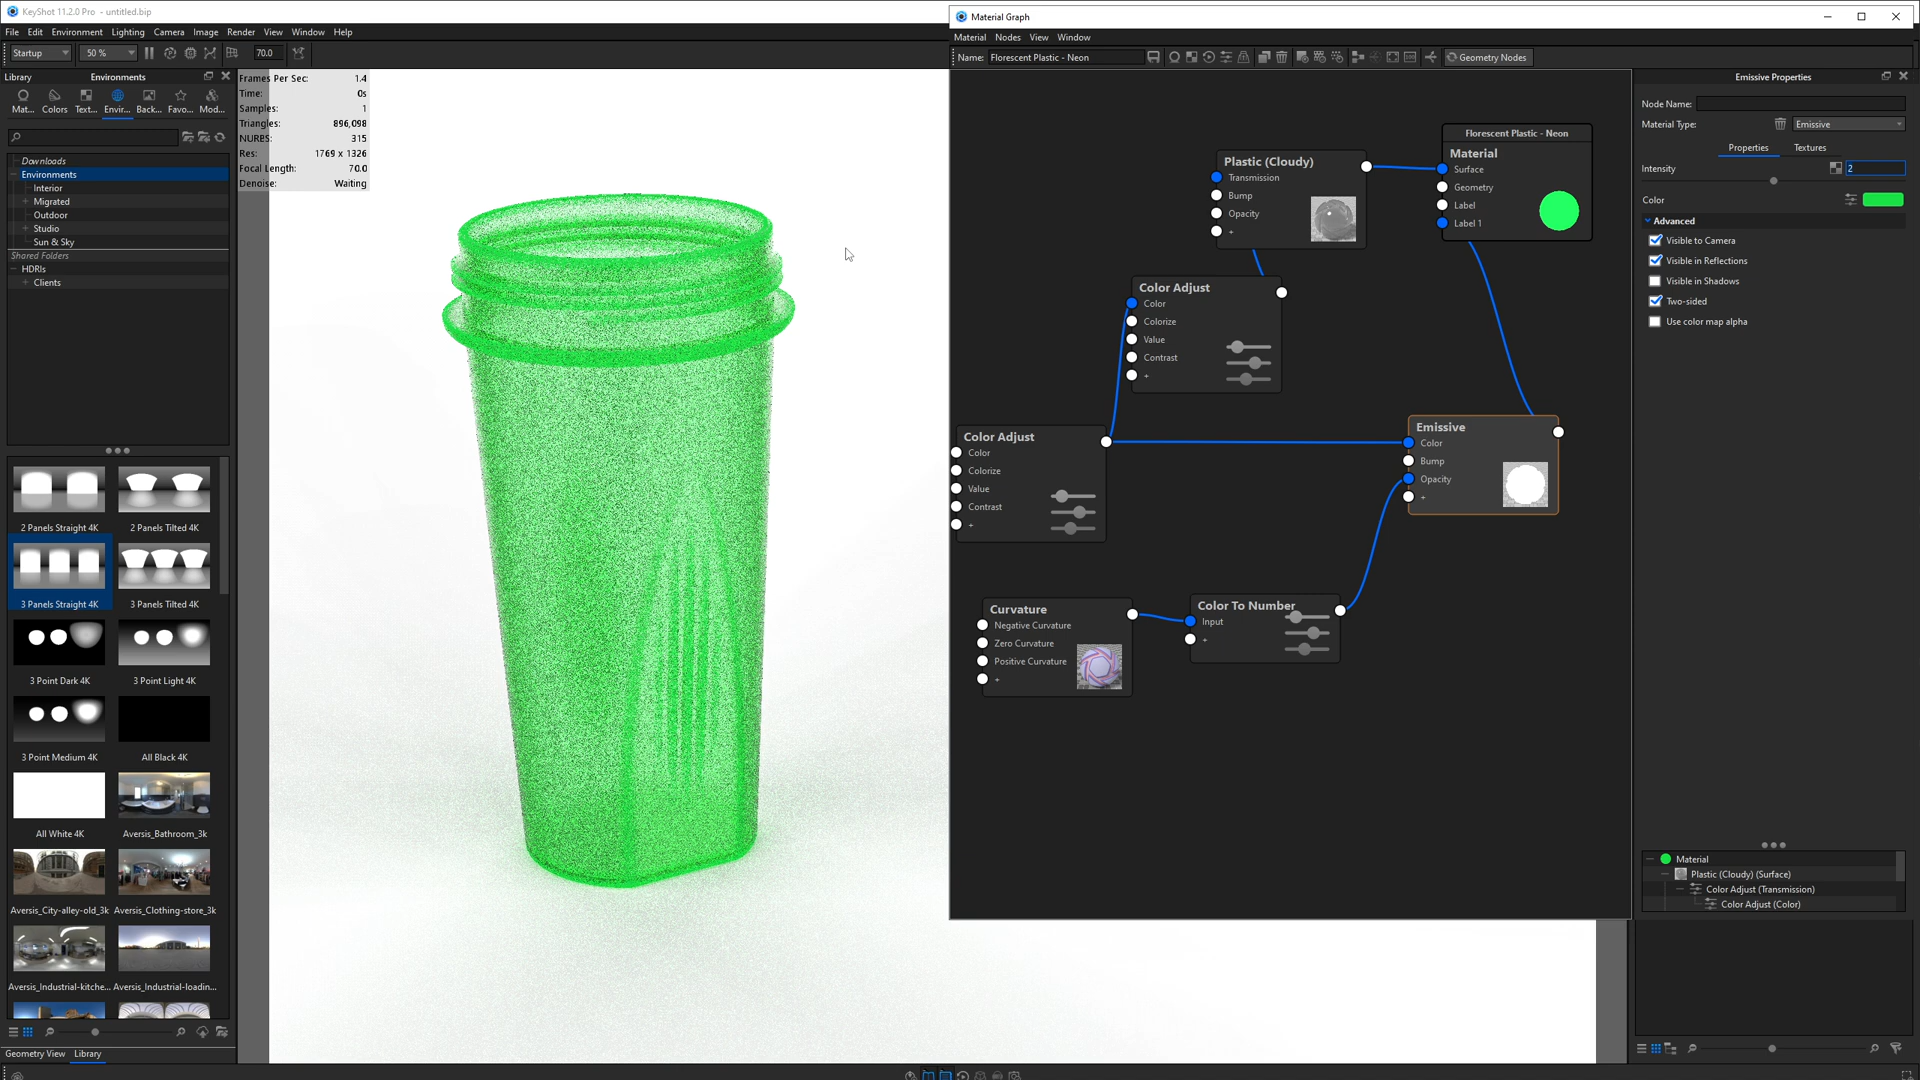 KeyShot 11.2.0 Pro - untitled.bip
File Edit Environment Lighting Camera Image Render View Window Help
Startup 50 % 70.0
Library Environments
Mat... Colors Text... Envir... Back... Favo... Mod...
Downloads
Environments
Interior
Migrated
Outdoor
Studio
Sun & Sky
Shared Folders
HDRIs
Clients
2 Panels Straight 4K 2 Panels Tilted 4K
3 Panels Straight 4K 3 Panels Tilted 4K
3 Point Dark 4K 3 Point Light 4K
3 Point Medium 4K All Black 4K
All White 4K Aversis_Bathroom_3k
Aversis_City-alley-old_3k Aversis_Clothing-store_3k
Aversis_Industrial-kitche... Aversis_Industrial-loadin...
Geometry View Library
Frames Per Sec: 1.4
Time: 0s
Samples: 1
Triangles: 896,098
NURBS: 315
Res: 1769 x 1326
Focal Length: 70.0
Denoise: Waiting
Material Graph
Material Nodes View Window
Name: Florescent Plastic - Neon Geometry Nodes
Florescent Plastic - Neon
Material
Surface
Geometry
Label
Label 1
Plastic (Cloudy)
Transmission
Bump
Opacity
+
Color Adjust
Color
Colorize
Value
Contrast
+
Color Adjust
Color
Colorize
Value
Contrast
+
Emissive
Color
Bump
Opacity
+
Curvature
Negative Curvature
Zero Curvature
Positive Curvature
+
Color To Number
Input
+
Emissive Properties
Node Name:
Material Type: Emissive
Properties Textures
Intensity 2
Color
Advanced
Visible to Camera
Visible in Reflections
Visible in Shadows
Two-sided
Use color map alpha
Material
Plastic (Cloudy) (Surface)
Color Adjust (Transmission)
Color Adjust (Color)